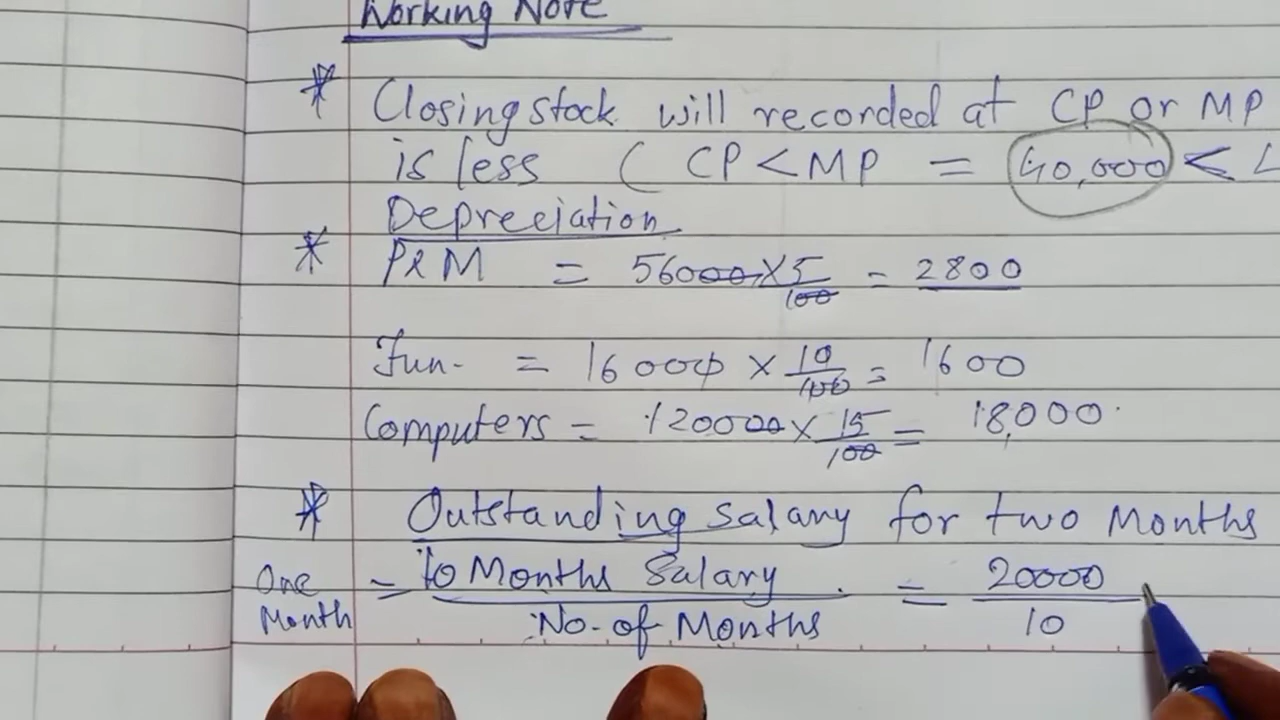 Working Note
* Closing stock will recorded at CP or MP
is less ( CP < MP = 40,000 <
Depreciation
* P&M = 56000 × 5/100 = 2800
Fun. = 16000 × 10/100 = 1600
Computers = 120000 × 15/100 = 18,000
* Outstanding salary for two Months
One Month = 10 Months Salary / No. of Months = 20000 / 10